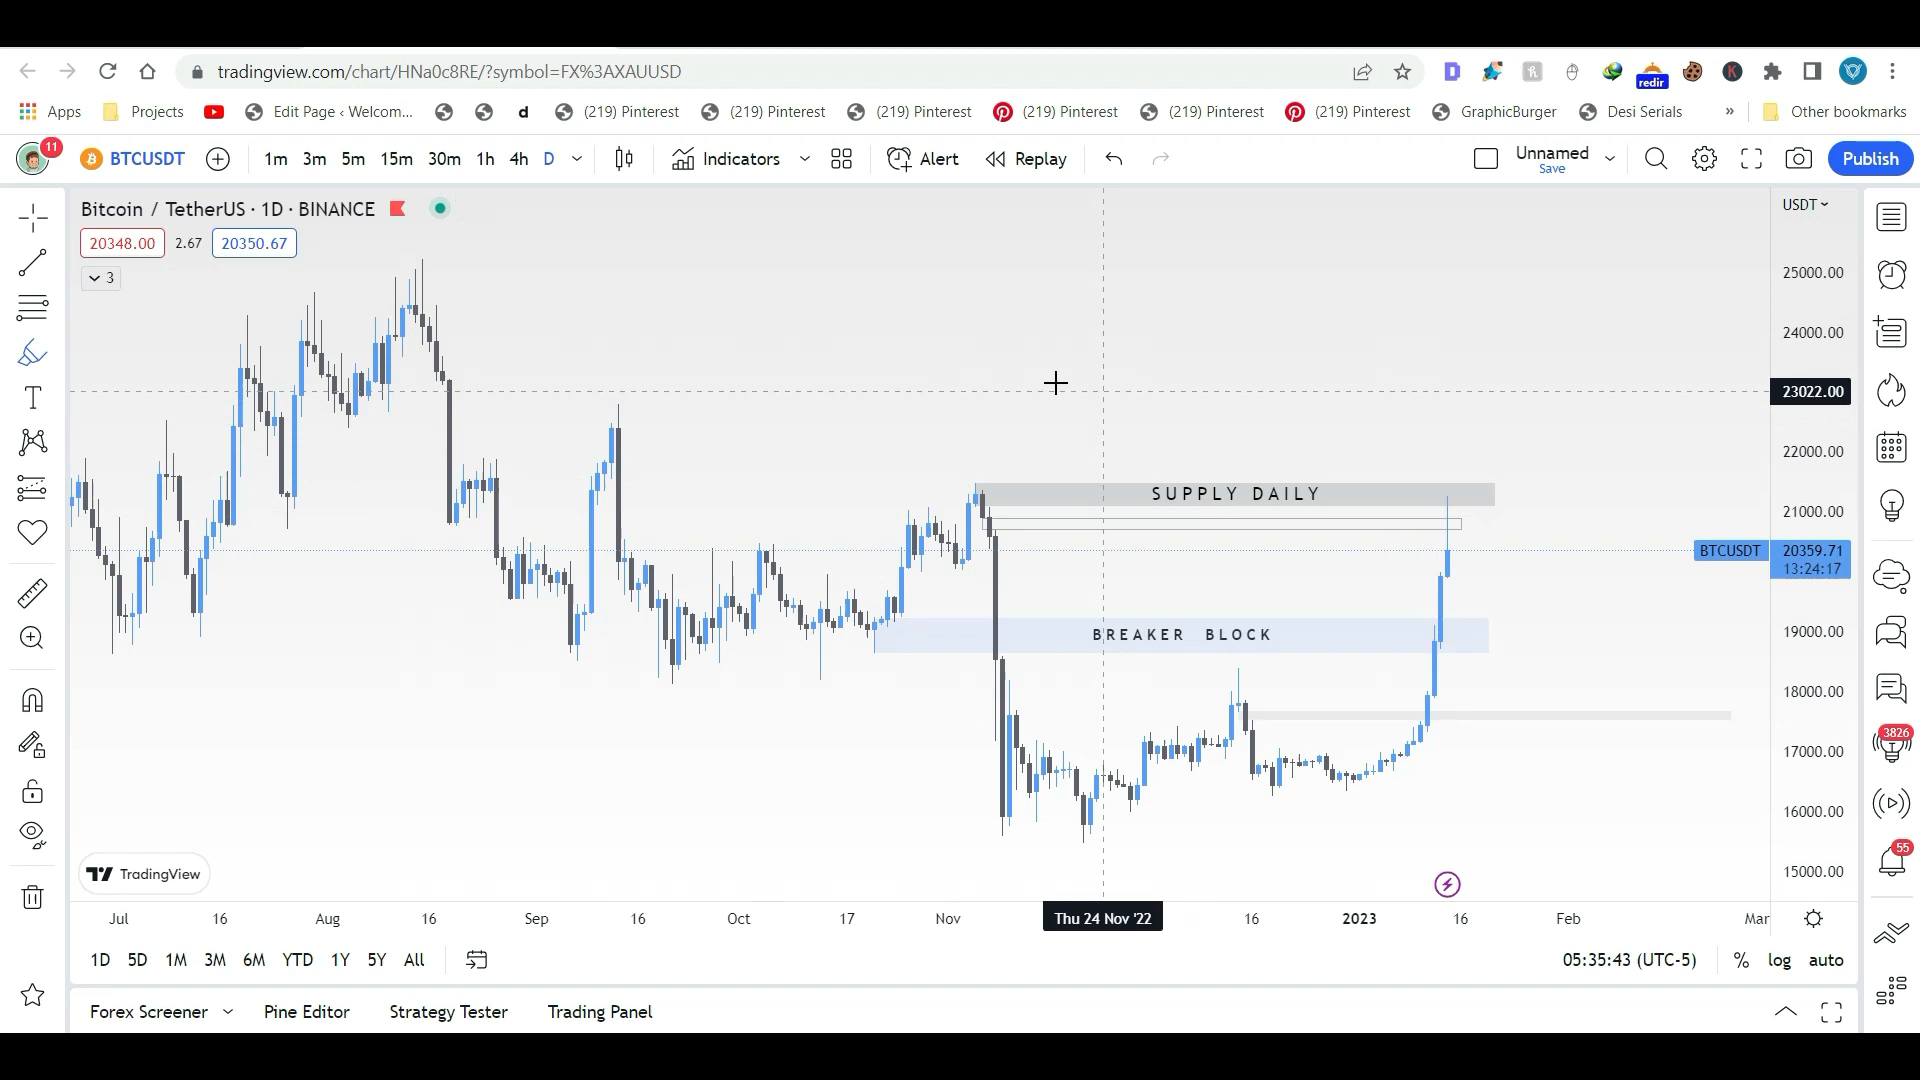 tradingview.com/chart/HNa0c8RE/?symbol=FX%3AXAUUSD
redir
K
Apps Projects Edit Page ‹ Welcom... d (219) Pinterest (219) Pinterest (219) Pinterest (219) Pinterest (219) Pinterest (219) Pinterest GraphicBurger Desi Serials » Other bookmarks
11 BTCUSDT 1m 3m 5m 15m 30m 1h 4h D Indicators Alert Replay Unnamed Publish
Save
Bitcoin / TetherUS · 1D · BINANCE
USDT
20348.00 2.67 20350.67
3
25000.00
24000.00
23022.00
22000.00
SUPPLY DAILY
21000.00
BTCUSDT 20359.71
13:24:17
BREAKER BLOCK
19000.00
18000.00
3826
17000.00
16000.00
55
15000.00
TradingView
Jul 16 Aug 16 Sep 16 Oct 17 Nov Thu 24 Nov '22 16 2023 16 Feb Mar
1D 5D 1M 3M 6M YTD 1Y 5Y All 05:35:43 (UTC-5) % log auto
Forex Screener Pine Editor Strategy Tester Trading Panel